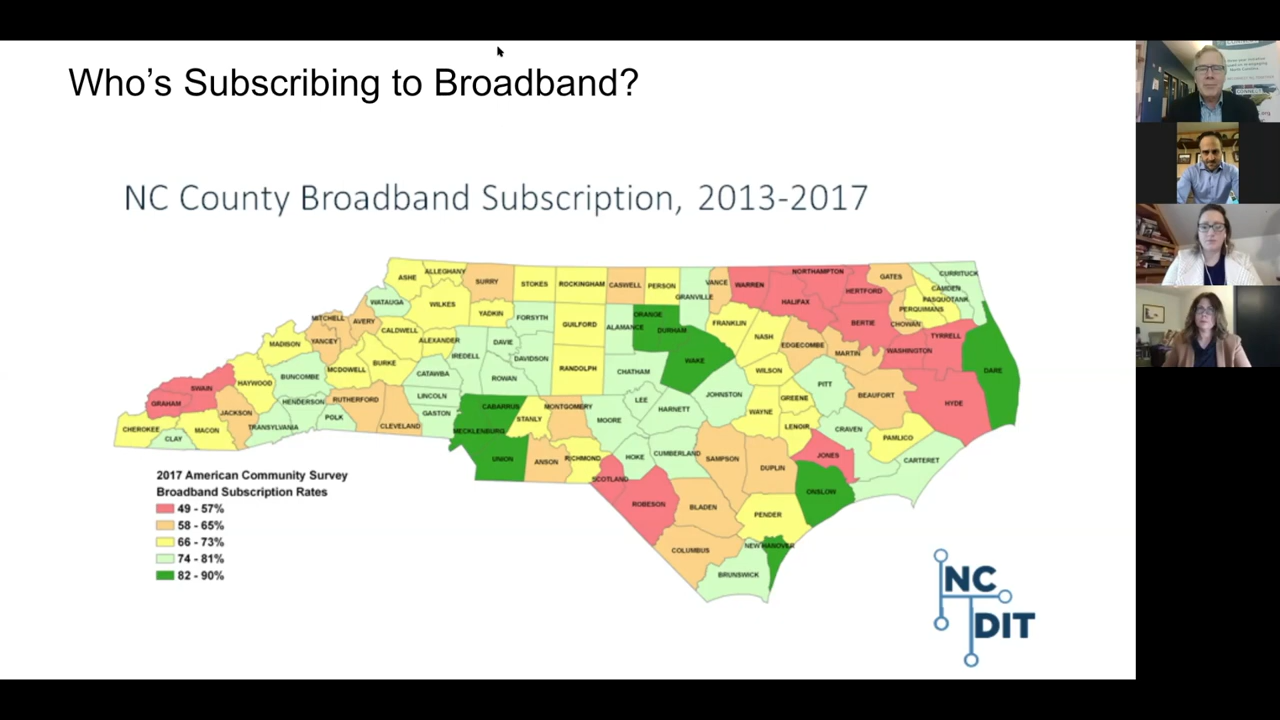 Who's Subscribing to Broadband?
NC County Broadband Subscription, 2013-2017
ASHE
ALLEGHANY
SURRY
STOKES
ROCKINGHAM
CASWELL
PERSON
GRANVILLE
VANCE
WARREN
NORTHAMPTON
HALIFAX
HERTFORD
GATES
CURRITUCK
CAMDEN
PASQUOTANK
PERQUIMANS
CHOWAN
BERTIE
WATAUGA
WILKES
YADKIN
FORSYTH
GUILFORD
ALAMANCE
ORANGE
DURHAM
FRANKLIN
NASH
EDGECOMBE
MARTIN
WASHINGTON
TYRRELL
DARE
MITCHELL
AVERY
YANCEY
CALDWELL
ALEXANDER
IREDELL
DAVIE
DAVIDSON
RANDOLPH
CHATHAM
WAKE
WILSON
PITT
BEAUFORT
HYDE
MADISON
BUNCOMBE
MCDOWELL
BURKE
CATAWBA
ROWAN
LEE
HARNETT
JOHNSTON
WAYNE
GREENE
LENOIR
CRAVEN
PAMLICO
CARTERET
SWAIN
GRAHAM
HAYWOOD
JACKSON
HENDERSON
RUTHERFORD
POLK
CLEVELAND
LINCOLN
GASTON
CABARRUS
MECKLENBURG
STANLY
MONTGOMERY
MOORE
CHEROKEE
CLAY
MACON
TRANSYLVANIA
UNION
ANSON
RICHMOND
HOKE
CUMBERLAND
SAMPSON
DUPLIN
JONES
ONSLOW
SCOTLAND
ROBESON
BLADEN
PENDER
COLUMBUS
NEW HANOVER
BRUNSWICK
2017 American Community Survey
Broadband Subscription Rates
49 - 57%
58 - 65%
66 - 73%
74 - 81%
82 - 90%
NC
DIT